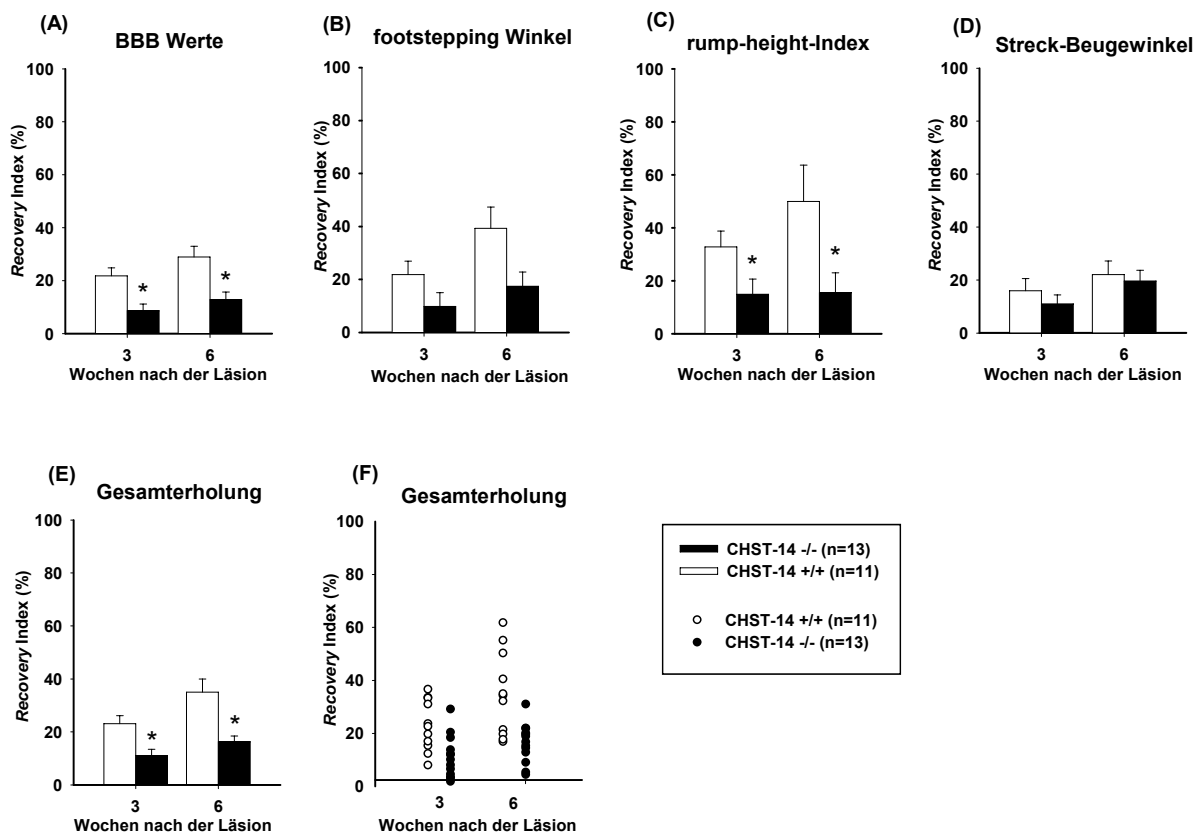 (A)
BBB Werte
Recovery Index (%)
100
80
60
40
20
0
*
*
3
6
Wochen nach der Läsion
(B)
footstepping Winkel
Recovery Index (%)
100
80
60
40
20
0
3
6
Wochen nach der Läsion
(C)
rump-height-Index
Recovery Index (%)
100
80
60
40
20
0
*
*
3
6
Wochen nach der Läsion
(D)
Streck-Beugewinkel
Recovery Index (%)
100
80
60
40
20
0
3
6
Wochen nach der Läsion
(E)
Gesamterholung
Recovery Index (%)
100
80
60
40
20
0
*
*
3
6
Wochen nach der Läsion
(F)
Gesamterholung
Recovery Index (%)
100
80
60
40
20
0
3
6
Wochen nach der Läsion
CHST-14 -/- (n=13)
CHST-14 +/+ (n=11)
CHST-14 +/+ (n=11)
CHST-14 -/- (n=13)